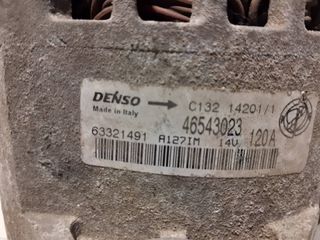 DENSO C132 14201/1
Made in Italy 46543023
63321491 A127IM 14V 120A